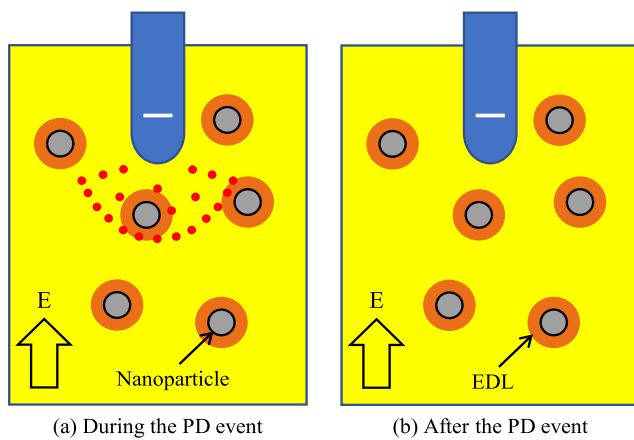 E
Nanoparticle
(a) During the PD event
E
EDL
(b) After the PD event